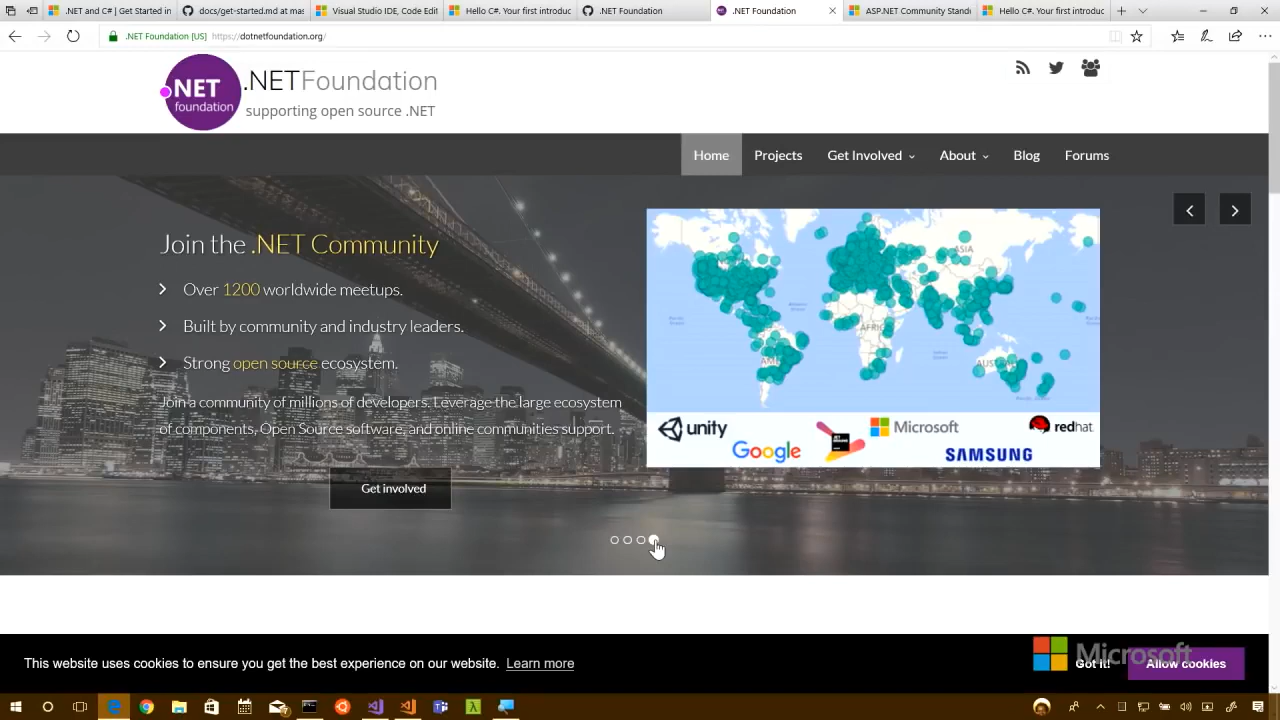 .NET and C# | Get Started in
docs/get-started.md at mas
Visual Studio IDE, Code Edit
Hello C#. Your first introduc
.NET Foundation
.NET Foundation
ASP.NET Community Stand
Hello C#. Your first introduc
.NET Foundation [US]
https://dotnetfoundation.org/
.NET
foundation
.NETFoundation
supporting open source .NET
Home
Projects
Get Involved
About
Blog
Forums
Join the .NET Community
Over 1200 worldwide meetups.
Built by community and industry leaders.
Strong open source ecosystem.
Join a community of millions of developers. Leverage the large ecosystem
of components, Open Source software, and online communities support.
Get involved
ASIA
AFRICA
unity
Google
Microsoft
redhat
SAMSUNG
This website uses cookies to ensure you get the best experience on our website. Learn more
Got it!
Allow cookies
Microsoft